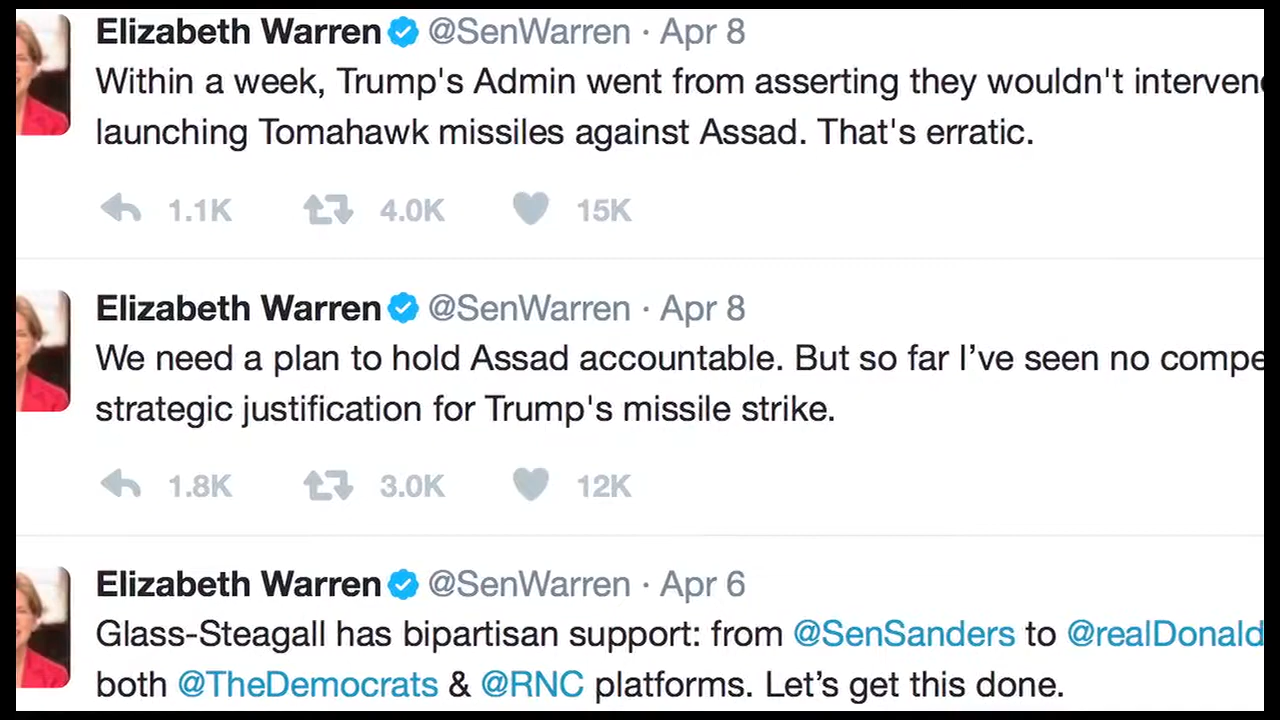 Elizabeth Warren @SenWarren · Apr 8
Within a week, Trump's Admin went from asserting they wouldn't
launching Tomahawk missiles against Assad. That's erratic.
1.1K 4.0K 15K
Elizabeth Warren @SenWarren · Apr 8
We need a plan to hold Assad accountable. But so far I’ve seen no
strategic justification for Trump's missile strike.
1.8K 3.0K 12K
Elizabeth Warren @SenWarren · Apr 6
Glass-Steagall has bipartisan support: from @SenSanders to @realDonald
both @TheDemocrats & @RNC platforms. Let’s get this done.